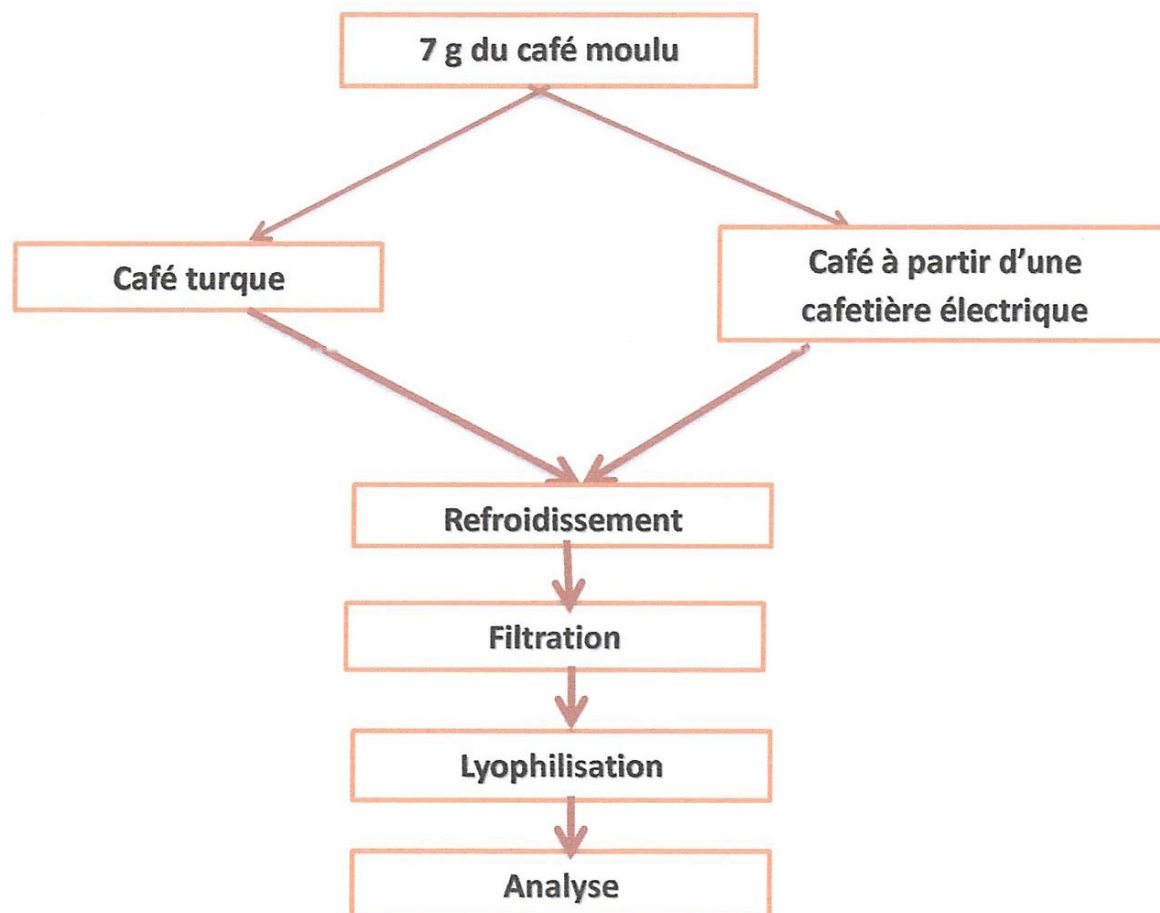 7 g du café moulu
Café turque
Café à partir d'une
cafetière électrique
Refroidissement
Filtration
Lyophilisation
Analyse